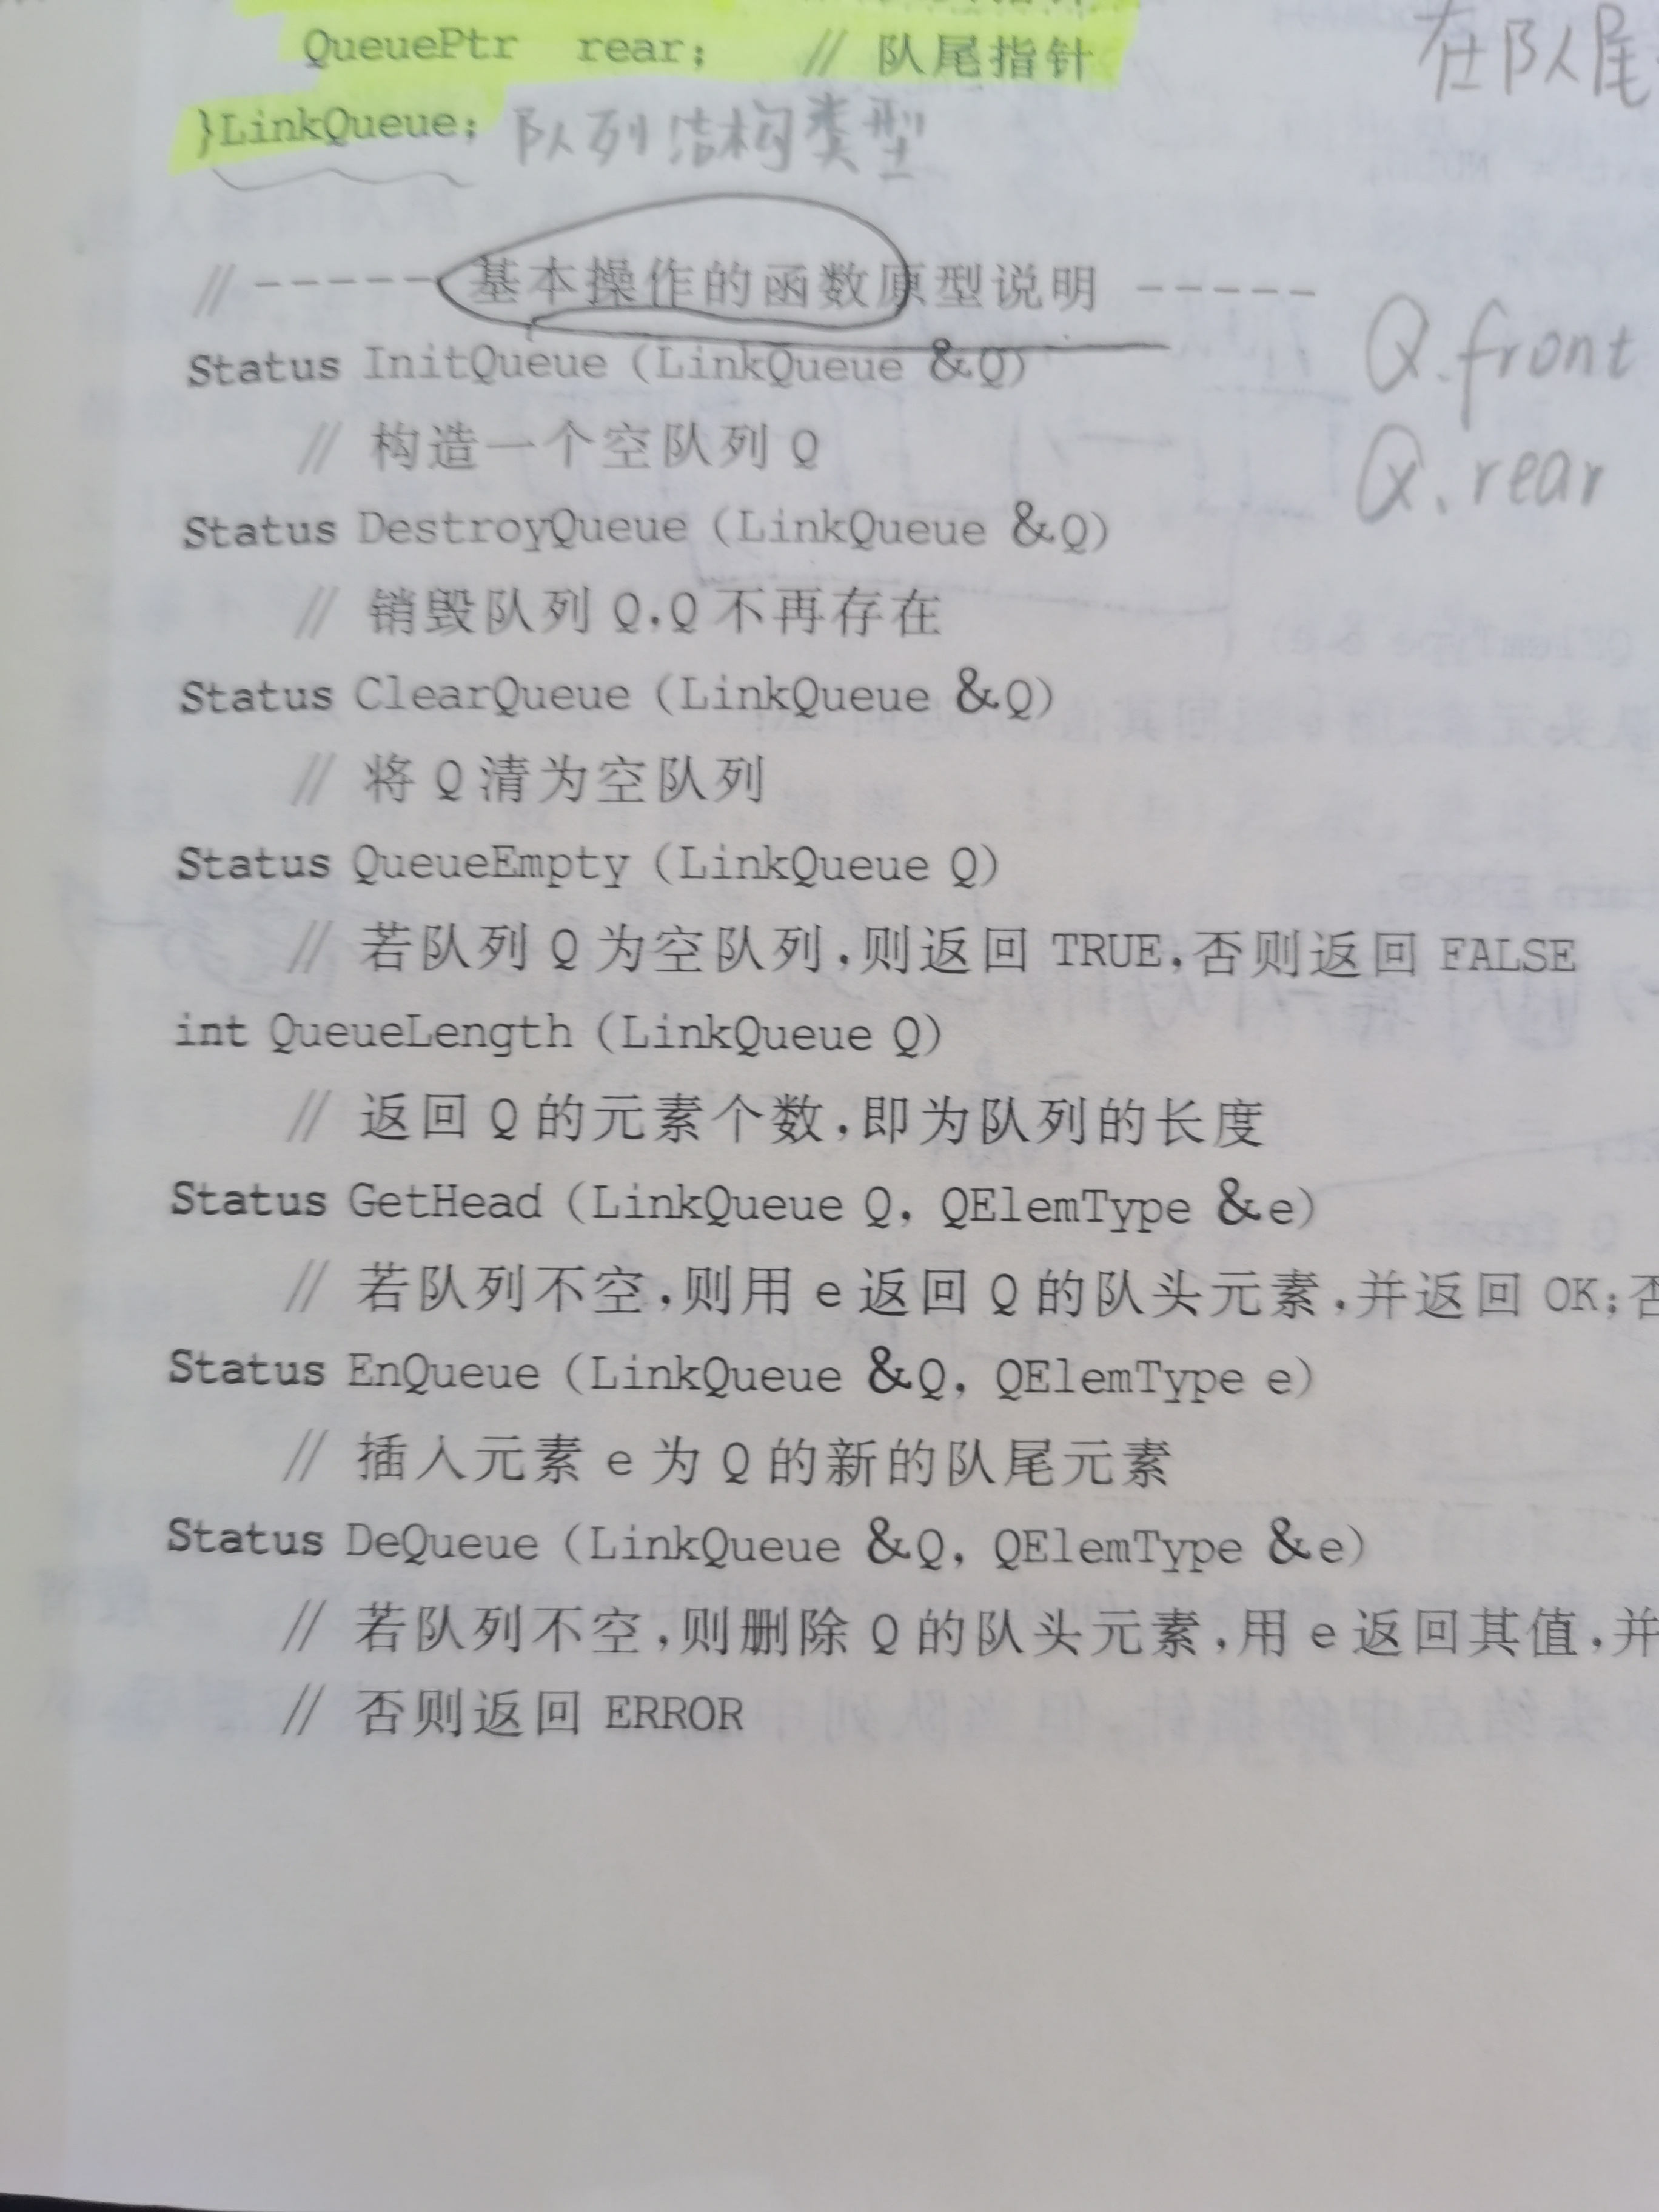 QueuePtr rear; // 队尾指针
在队尾
}LinkQueue; 队列结构类型
// ----- 基本操作的函数原型说明 -----
Q.front
Status InitQueue (LinkQueue &Q)
// 构造一个空队列 Q
Q.rear
Status DestroyQueue (LinkQueue &Q)
// 销毁队列 Q,Q 不再存在
Status ClearQueue (LinkQueue &Q)
// 将 Q 清为空队列
Status QueueEmpty (LinkQueue Q)
// 若队列 Q 为空队列,则返回 TRUE,否则返回 FALSE
int QueueLength (LinkQueue Q)
// 返回 Q 的元素个数,即为队列的长度
Status GetHead (LinkQueue Q, QElemType &e)
// 若队列不空,则用 e 返回 Q 的队头元素,并返回 OK;否
Status EnQueue (LinkQueue &Q, QElemType e)
// 插入元素 e 为 Q 的新的队尾元素
Status DeQueue (LinkQueue &Q, QElemType &e)
// 若队列不空,则删除 Q 的队头元素,用 e 返回其值,并
// 否则返回 ERROR